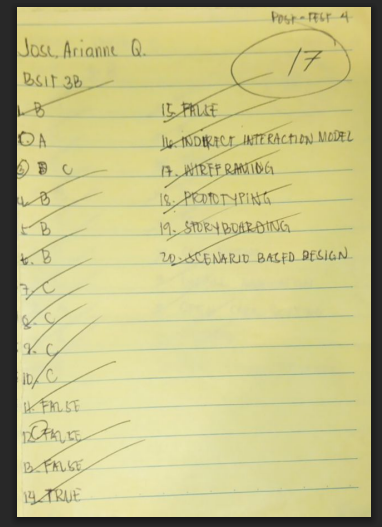 POST-TEST 4
Jose, Arianne Q.
17
BSIT 3B
1. B
2. A
3. C
4. B
5. B
6. B
7. C
8. C
9. C
10. C
11. FALSE
12. FALSE
13. FALSE
14. TRUE
15. FALSE
16. INDIRECT INTERACTION MODEL
17. WIREFRAMING
18. PROTOTYPING
19. STORYBOARDING
20. SCENARIO BASED DESIGN